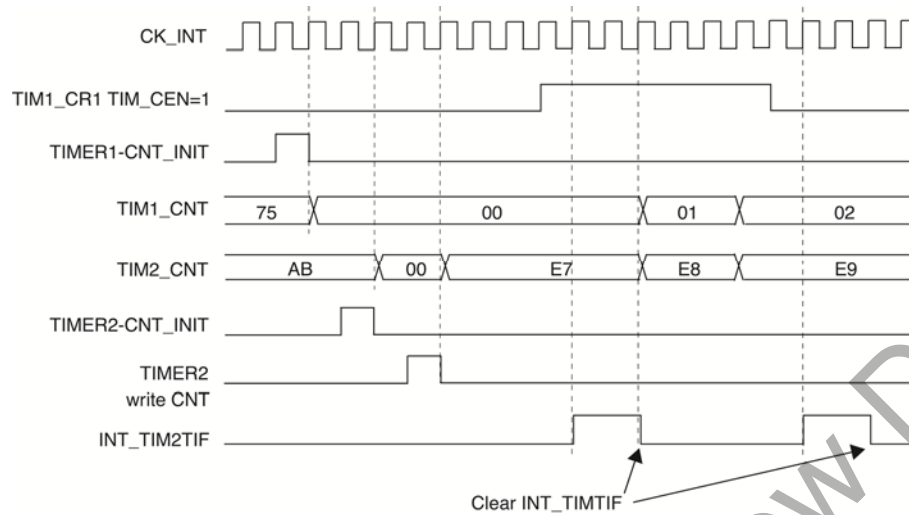 CK_INT
TIM1_CR1 TIM_CEN=1
TIMER1-CNT_INIT
TIM1_CNT
75
00
01
02
TIM2_CNT
AB
00
E7
E8
E9
TIMER2-CNT_INIT
TIMER2
write CNT
INT_TIM2TIF
Clear INT_TIMTIF